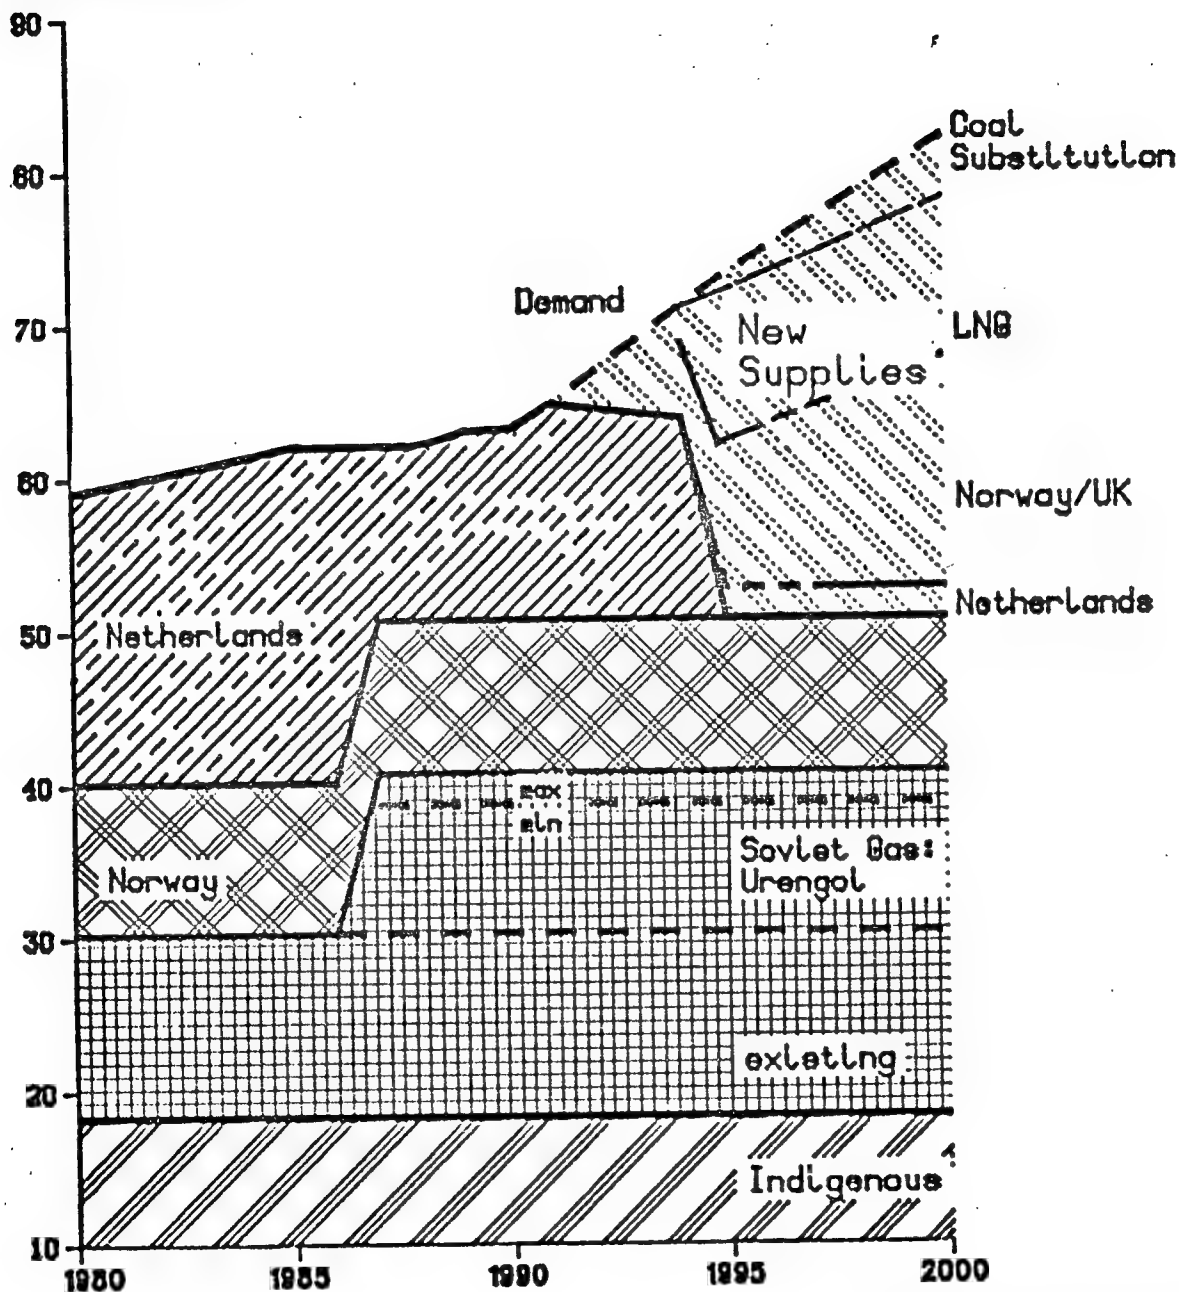 90
80
70
60
50
40
30
20
10
1980
1985
1990
1995
2000
Coal
Substitution
Demand
New
Supplies
LNG
Norway/UK
Netherlands
Netherlands
max
min
Soviet Gas:
Urengol
Norway
existing
Indigenous